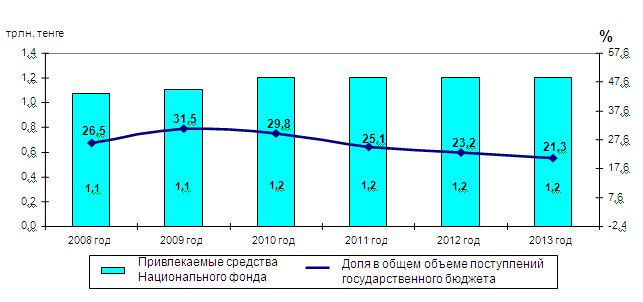 трлн. тенге
%
1,4
1,2
1,0
0,8
0,6
0,4
0,2
0,0
57,6
47,6
37,6
27,6
17,6
7,6
-2,4
26,5
31,5
29,8
25,1
23,2
21,3
1,1
1,1
1,2
1,2
1,2
1,2
2008 год
2009 год
2010 год
2011 год
2012 год
2013 год
Привлекаемые средства
Национального фонда
Доля в общем объеме поступлений
государственного бюджета